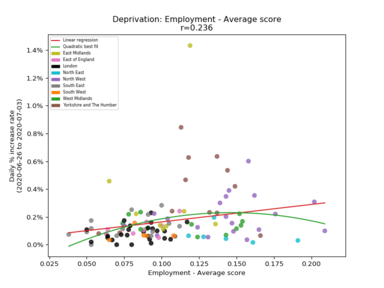 Deprivation: Employment - Average score
r=0.236
Linear regression
Quadratic best fit
East Midlands
East of England
London
North East
North West
South East
South West
West Midlands
Yorkshire and The Humber
Daily % increase rate
(2020-06-26 to 2020-07-03)
1.4%
1.2%
1.0%
0.8%
0.6%
0.4%
0.2%
0.0%
0.025 0.050 0.075 0.100 0.125 0.150 0.175 0.200
Employment - Average score